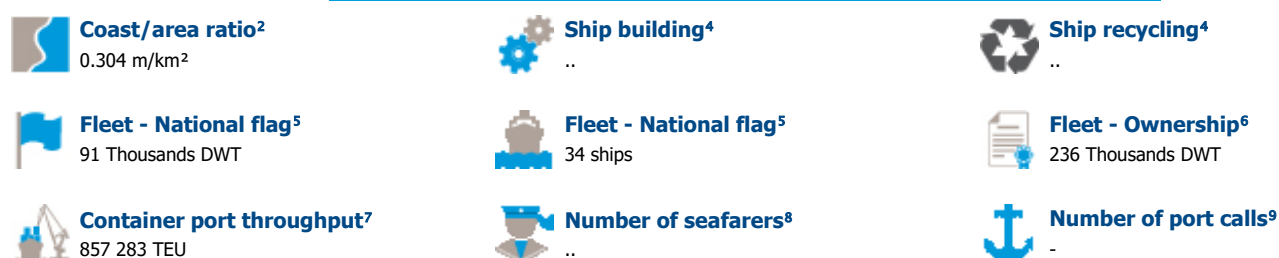 Coast/area ratio²
0.304 m/km²
Ship building⁴
..
Ship recycling⁴
..
Fleet - National flag⁵
91 Thousands DWT
Fleet - National flag⁵
34 ships
Fleet - Ownership⁶
236 Thousands DWT
Container port throughput⁷
857 283 TEU
Number of seafarers⁸
..
Number of port calls⁹
-